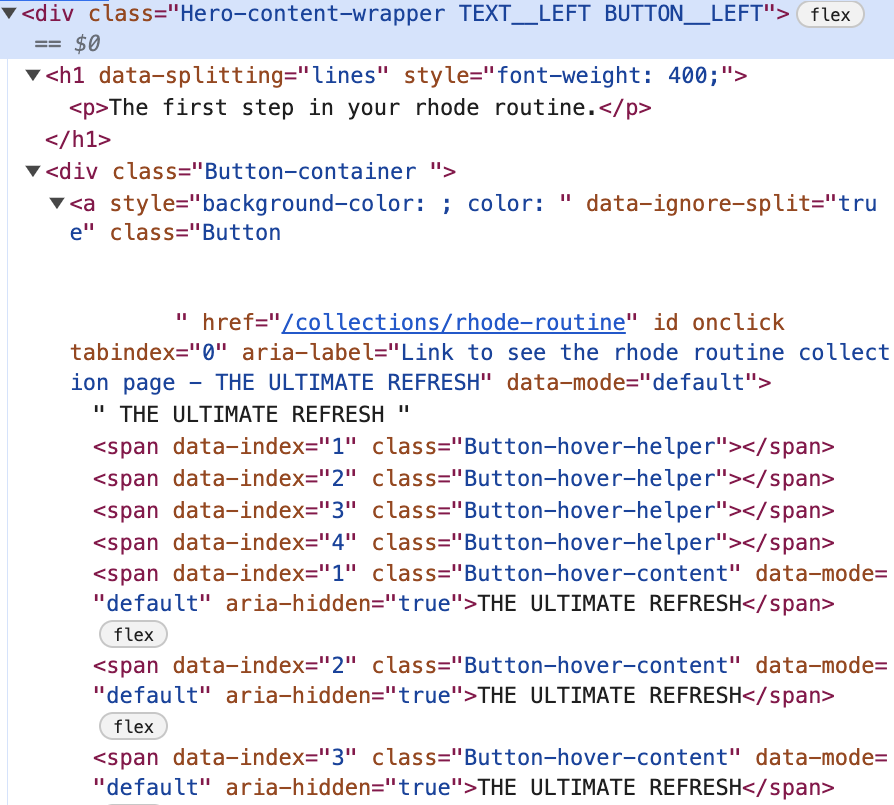 ▼<div class="Hero-content-wrapper TEXT__LEFT BUTTON__LEFT"> flex
== $0
▼<h1 data-splitting="lines" style="font-weight: 400;">
<p>The first step in your rhode routine.</p>
</h1>
▼<div class="Button-container ">
▼<a style="background-color: ; color: " data-ignore-split="tru
e" class="Button
" href="/collections/rhode-routine" id onclick
tabindex="0" aria-label="Link to see the rhode routine collect
ion page – THE ULTIMATE REFRESH" data-mode="default">
" THE ULTIMATE REFRESH "
<span data-index="1" class="Button-hover-helper"></span>
<span data-index="2" class="Button-hover-helper"></span>
<span data-index="3" class="Button-hover-helper"></span>
<span data-index="4" class="Button-hover-helper"></span>
<span data-index="1" class="Button-hover-content" data-mode=
"default" aria-hidden="true">THE ULTIMATE REFRESH</span>
flex
<span data-index="2" class="Button-hover-content" data-mode=
"default" aria-hidden="true">THE ULTIMATE REFRESH</span>
flex
<span data-index="3" class="Button-hover-content" data-mode=
"default" aria-hidden="true">THE ULTIMATE REFRESH</span>